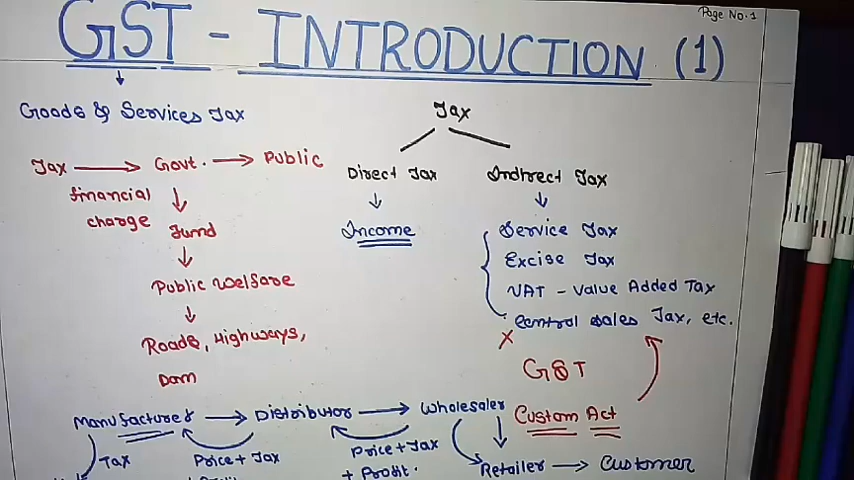 Page No. 1
GST - INTRODUCTION (1)
Goods & Services Tax
Tax
Tax → Govt. → Public
financial charge
Fund
Public Welfare
Roads, Highways,
Dam
Direct Tax
Income
Indirect Tax
Service Tax
Excise Tax
VAT - Value Added Tax
Central Sales Tax, etc.
X
GST
Custom Act
Manufacturer → Distributor → Wholesaler
Tax
Price + Tax
Price + Tax
+ Profit.
Retailer → Customer